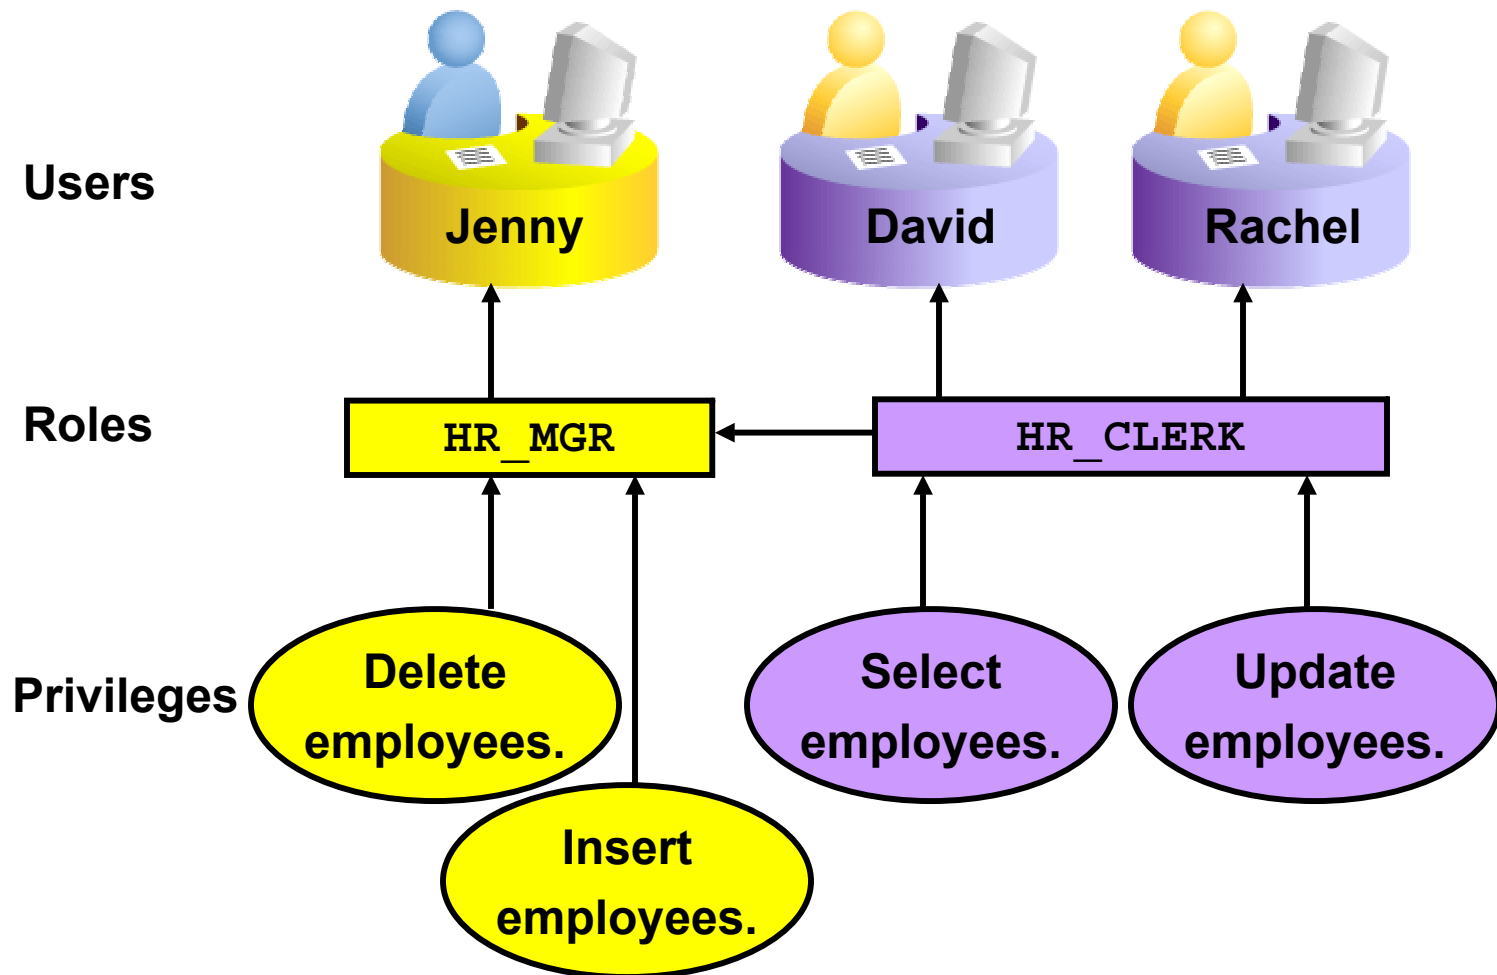 Users
Jenny
David
Rachel
Roles
HR_MGR
HR_CLERK
Privileges
Delete
employees.
Select
employees.
Update
employees.
Insert
employees.